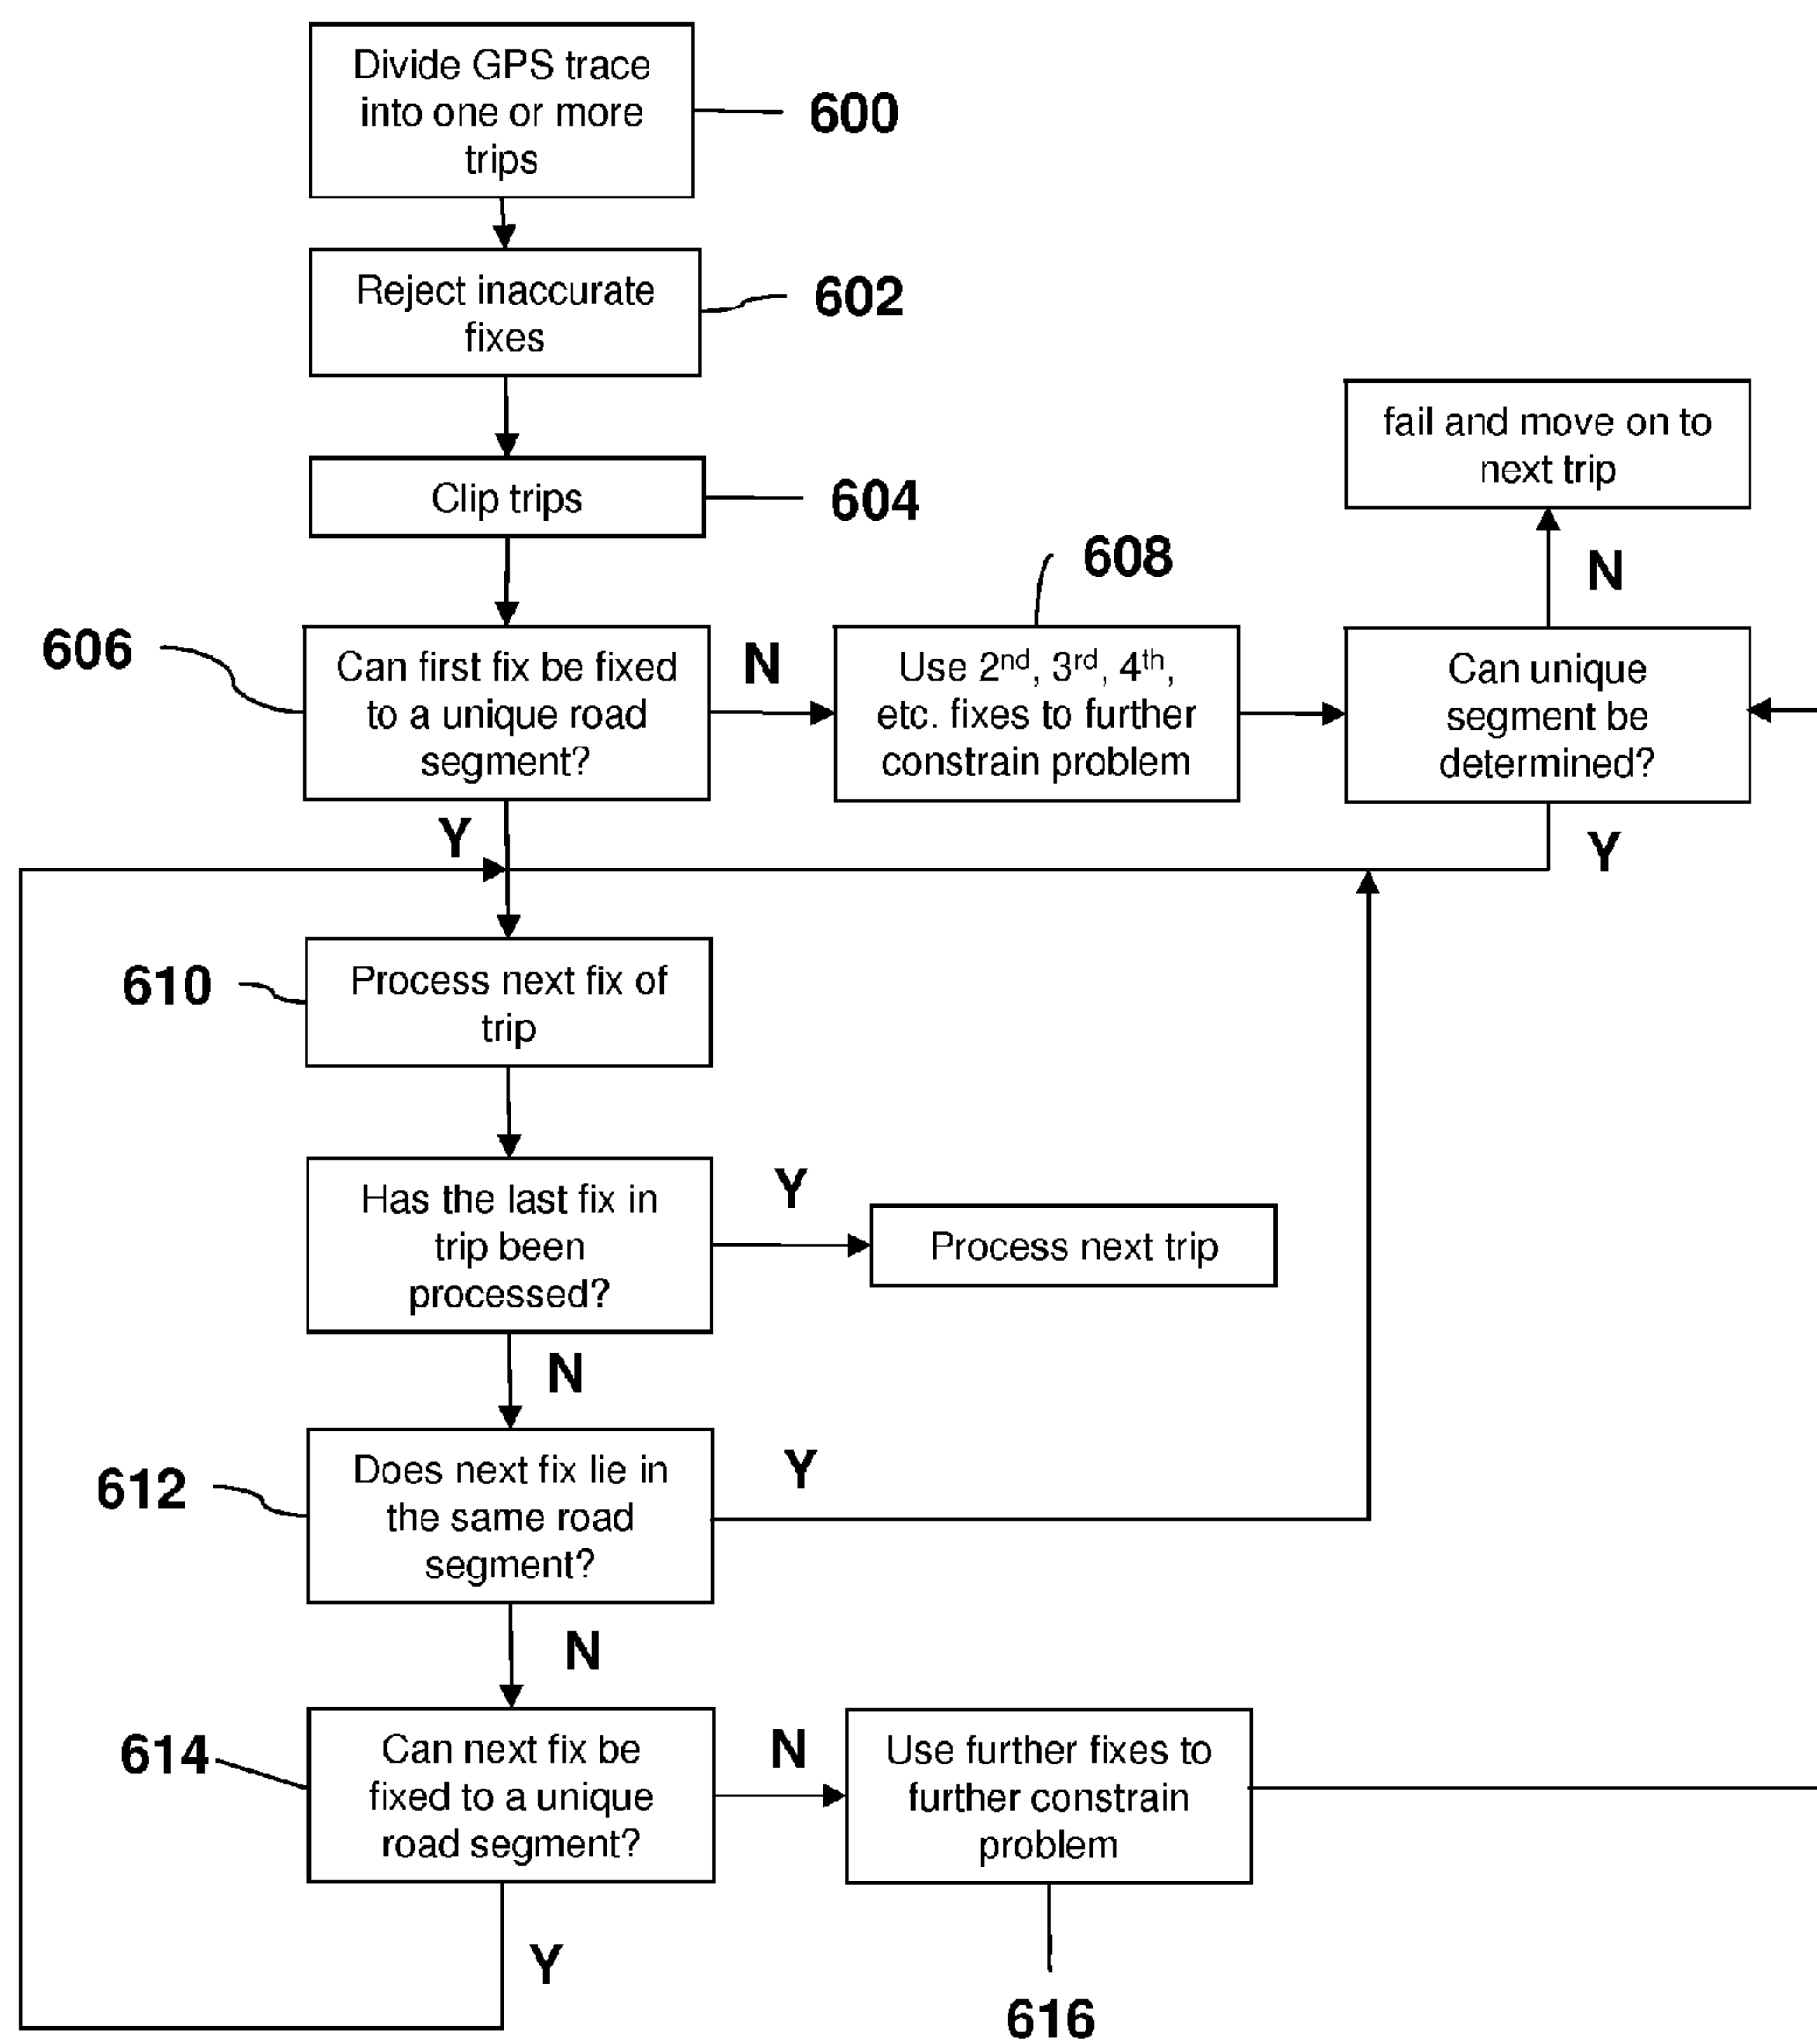 Divide GPS trace
into one or more
trips
600
Reject inaccurate
fixes
602
Clip trips
604
fail and move on to
next trip
N
608
606
Can first fix be fixed
to a unique road
segment?
N
Use 2nd, 3rd, 4th,
etc. fixes to further
constrain problem
Can unique
segment be
determined?
Y
Y
610
Process next fix of
trip
Has the last fix in
trip been
processed?
Y
Process next trip
N
612
Does next fix lie in
the same road
segment?
Y
N
614
Can next fix be
fixed to a unique
road segment?
N
Use further fixes to
further constrain
problem
Y
616